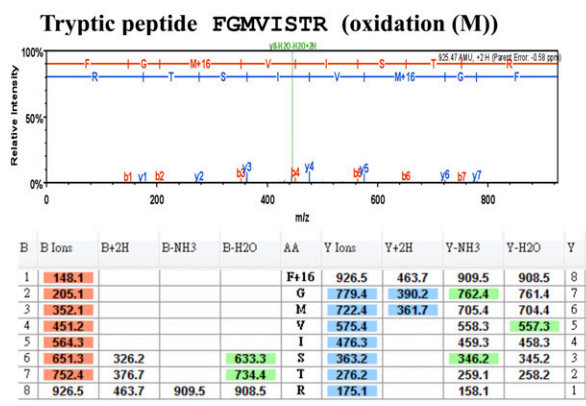 Tryptic peptide FGMVISTR (oxidation (M))
y8-H2O-H2O+2H
100%
925.47 AMU, +2 H (Parent Error: -0.58 ppm)
F G M+16 V I S T R
R T S I V M+16 G F
Relative Intensity
50%
0%
b1 y1 b2 y2 b3 y3 b4 y4 b5 y5 b6 y6 b7 y7
0 200 400 600 800
m/z
B B Ions B+2H B-NH3 B-H2O AA Y Ions Y+2H Y-NH3 Y-H2O Y
1 148.1 F+16 926.5 463.7 909.5 908.5 8
2 205.1 G 779.4 390.2 762.4 761.4 7
3 352.1 M 722.4 361.7 705.4 704.4 6
4 451.2 V 575.4 558.3 557.3 5
5 564.3 I 476.3 459.3 458.3 4
6 651.3 326.2 633.3 S 363.2 346.2 345.2 3
7 752.4 376.7 734.4 T 276.2 259.1 258.2 2
8 926.5 463.7 909.5 908.5 R 175.1 158.1 1